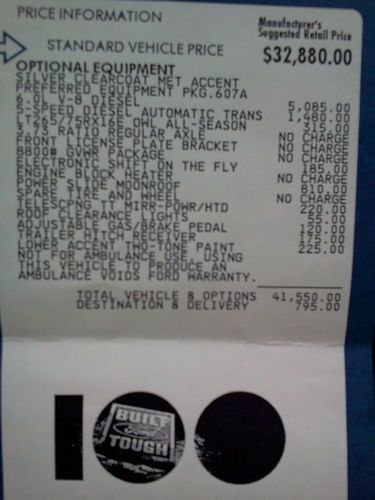 PRICE INFORMATION
Manufacturer's
Suggested Retail Price
STANDARD VEHICLE PRICE $32,880.00
OPTIONAL EQUIPMENT
SILVER CLEARCOAT MET ACCENT
PREFERRED EQUIPMENT PKG.607A
6.0L V-8 DIESEL 5,085.00
5-SPEED DIESEL AUTOMATIC TRANS 1,480.00
LT265/75RX16E OWL ALL-SEASON 315.00
3.73 RATIO REGULAR AXLE NO CHARGE
FRONT LICENSE PLATE BRACKET NO CHARGE
8800# GVWR PACKAGE NO CHARGE
ELECTRONIC SHIFT ON THE FLY 185.00
ENGINE BLOCK HEATER NO CHARGE
POWER SLIDE MOONROOF 810.00
SPARE TIRE AND WHEEL NO CHARGE
TELESCPNG TT MIRR-POWR/HTD 220.00
ROOF CLEARANCE LIGHTS 55.00
ADJUSTABLE GAS/BRAKE PEDAL 120.00
TRAILER HITCH RECEIVER 175.00
LOWER ACCENT TWO-TONE PAINT 225.00
NOT FOR AMBULANCE USE. USING
THIS VEHICLE TO PRODUCE AN
AMBULANCE VOIDS FORD WARRANTY.
TOTAL VEHICLE & OPTIONS 41,550.00
DESTINATION & DELIVERY 795.00
BUILT
Ford
TOUGH